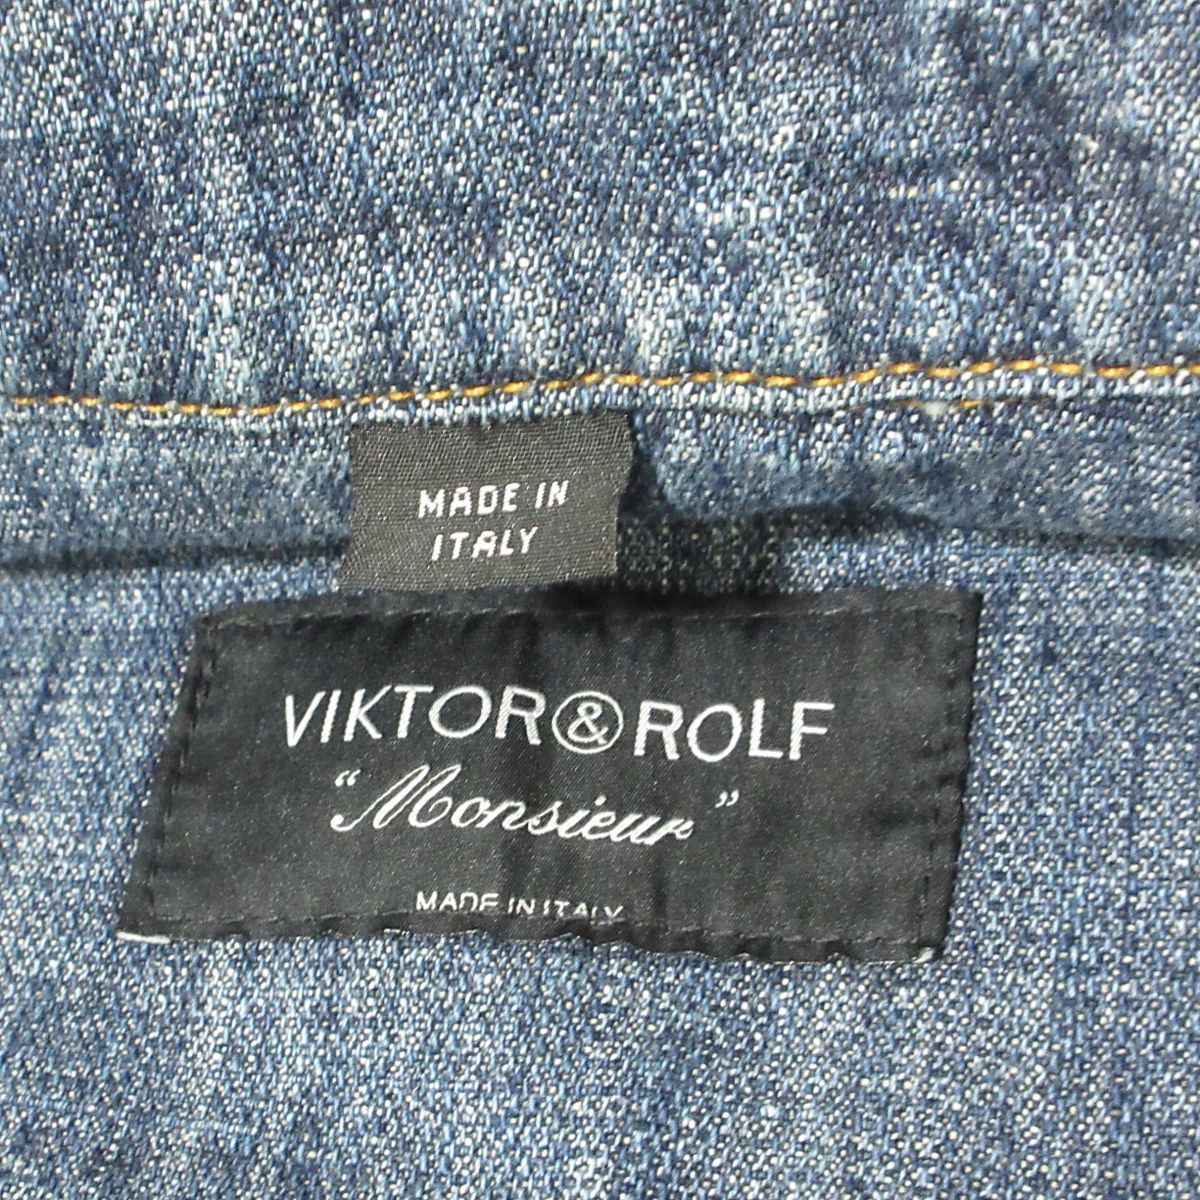 MADE IN
ITALY
VIKTOR&ROLF
“Monsieur”
MADE IN ITALY